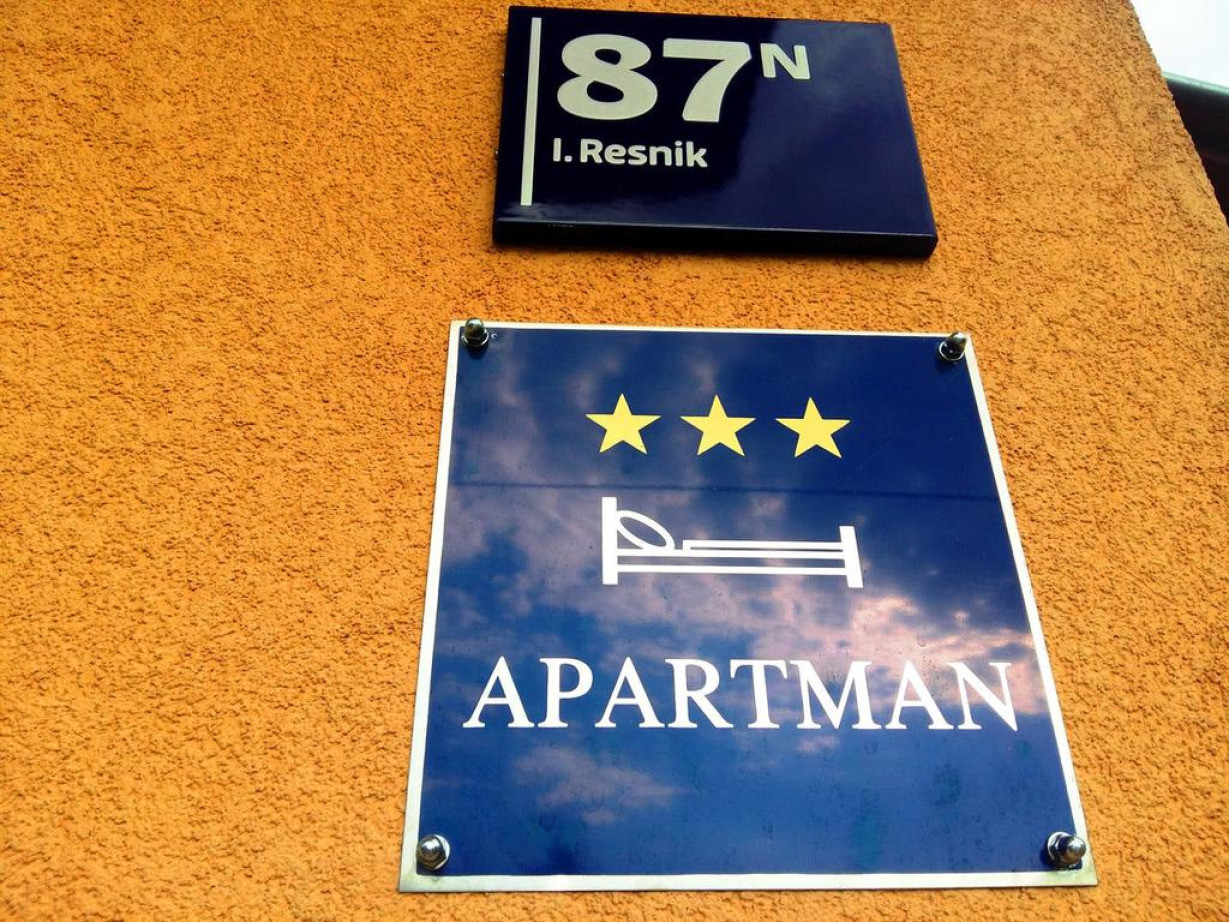 87N
I. Resnik
APARTMAN